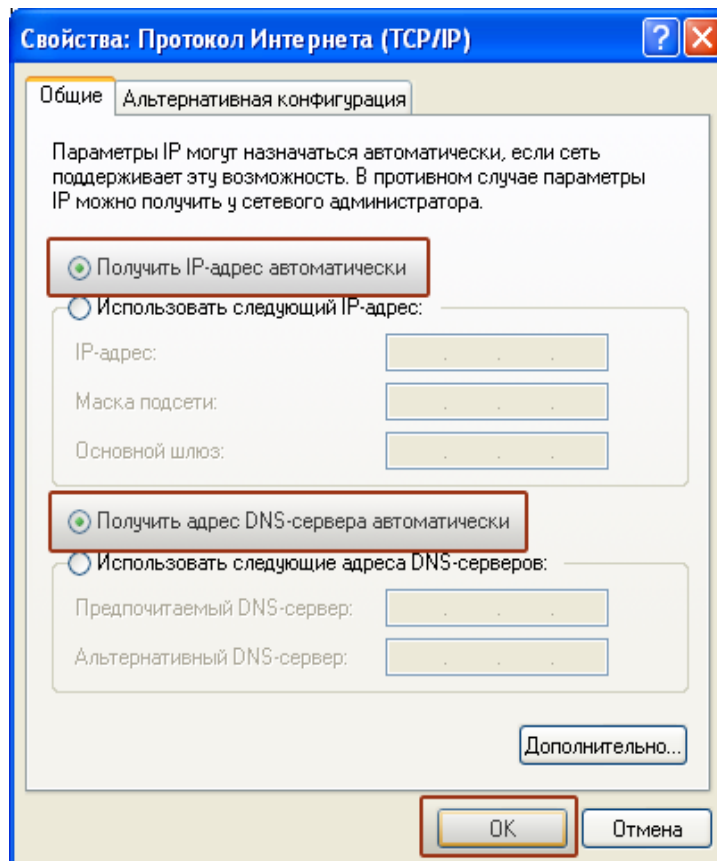 Свойства: Протокол Интернета (TCP/IP)
Общие
Альтернативная конфигурация
Параметры IP могут назначаться автоматически, если сеть
поддерживает эту возможность. В противном случае параметры
IP можно получить у сетевого администратора.
Получить IP-адрес автоматически
Использовать следующий IP-адрес:
IP-адрес:
Маска подсети:
Основной шлюз:
Получить адрес DNS-сервера автоматически
Использовать следующие адреса DNS-серверов:
Предпочитаемый DNS-сервер:
Альтернативный DNS-сервер:
Дополнительно...
OK
Отмена